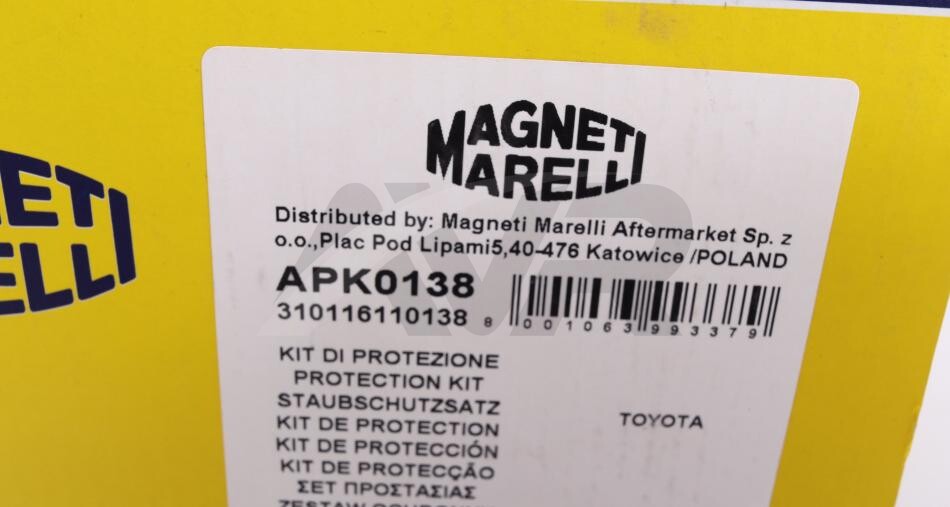 MAGNETI
MARELLI
Distributed by: Magneti Marelli Aftermarket Sp. z
o.o.,Plac Pod Lipami5,40-476 Katowice /POLAND
APK0138
310116110138
8 001063 993379
KIT DI PROTEZIONE
PROTECTION KIT
STAUBSCHUTZSATZ
KIT DE PROTECTION
KIT DE PROTECCIÓN
KIT DE PROTECÇÃO
ΣΕΤ ΠΡΟΣΤΑΣΙΑΣ
TOYOTA
NETI
ELLI